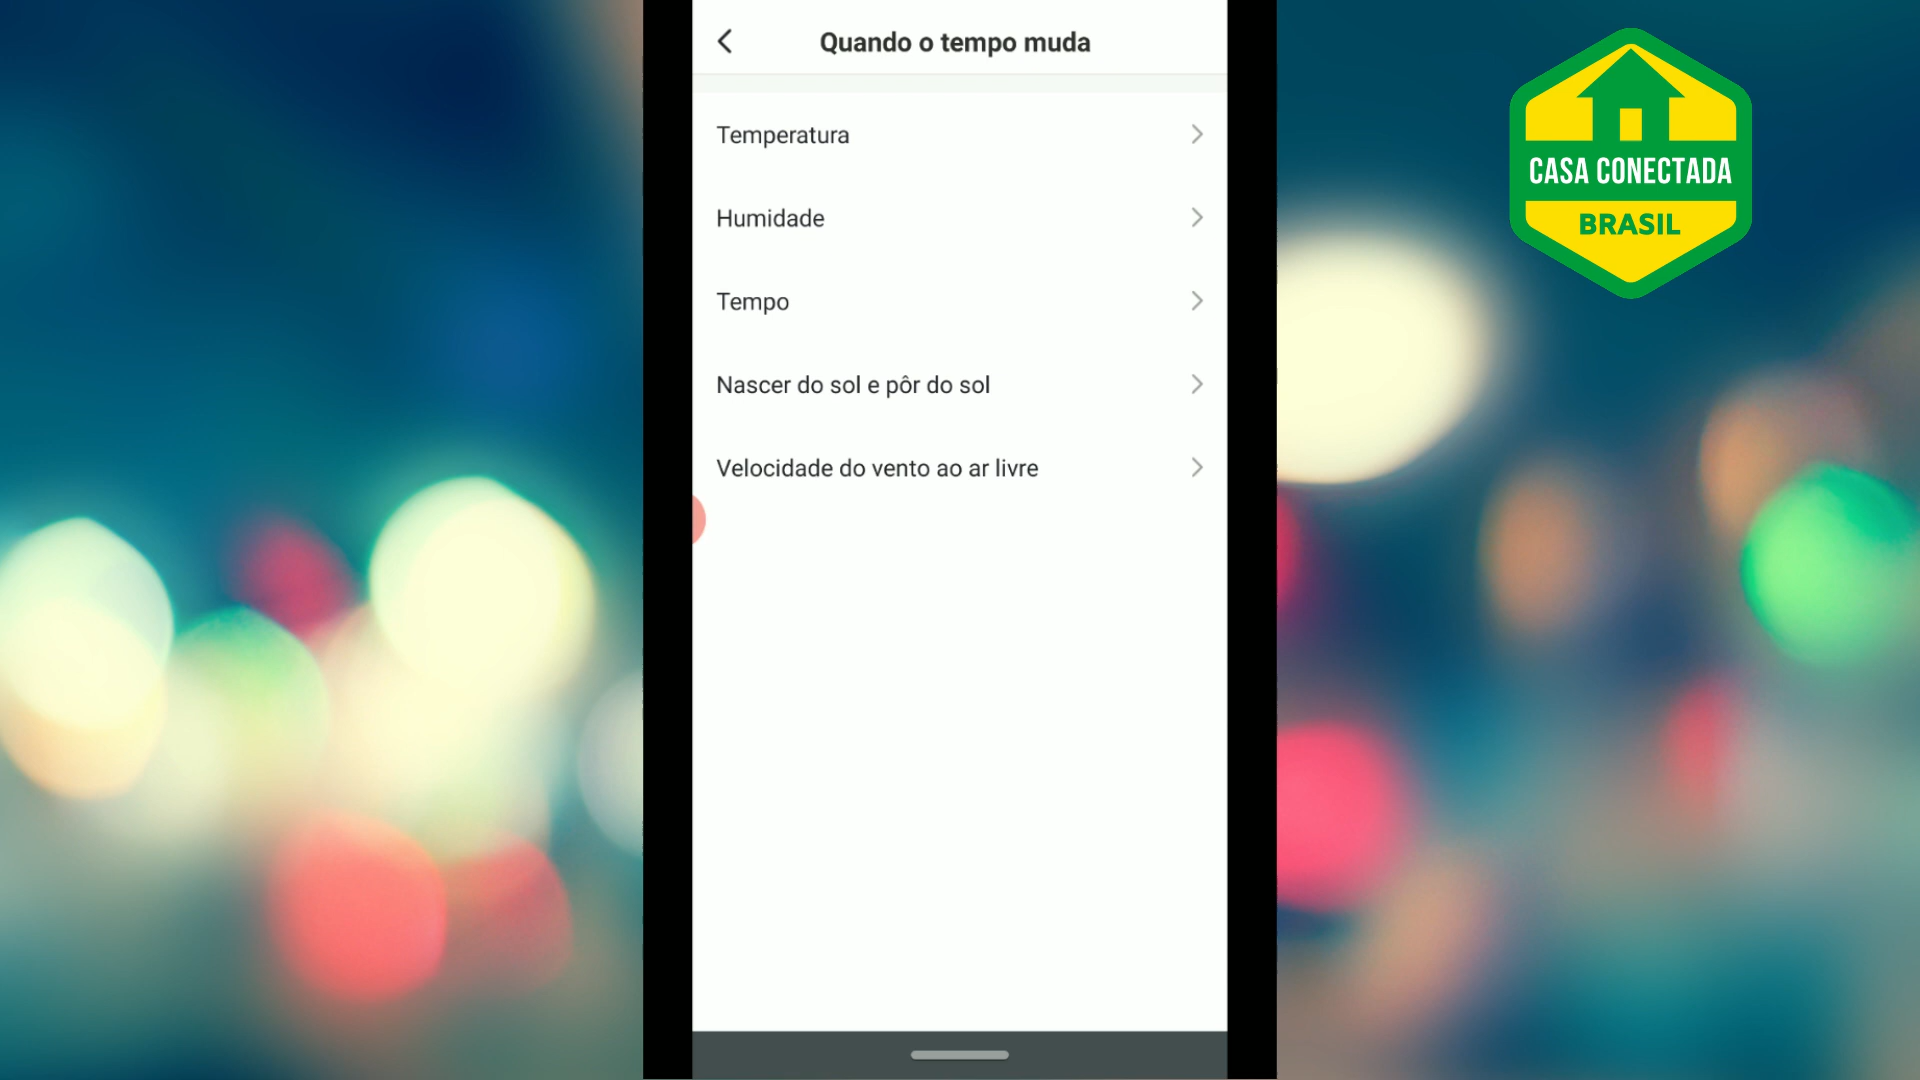 Quando o tempo muda
Temperatura
Humidade
Tempo
Nascer do sol e pôr do sol
Velocidade do vento ao ar livre
CASA CONECTADA
BRASIL